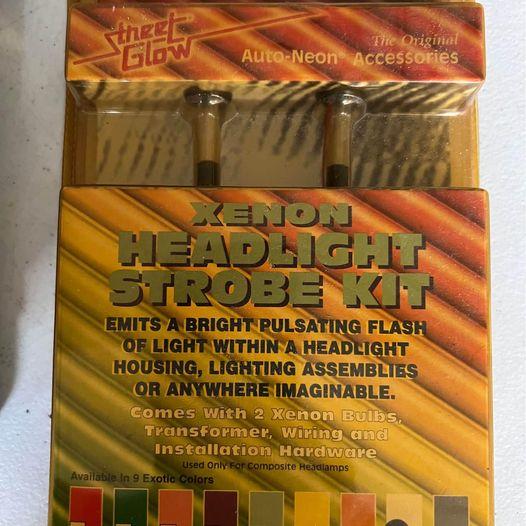 Street
Glow
The Original
Auto-Neon® Accessories
XENON
HEADLIGHT
STROBE KIT
EMITS A BRIGHT PULSATING FLASH
OF LIGHT WITHIN A HEADLIGHT
HOUSING, LIGHTING ASSEMBLIES
OR ANYWHERE IMAGINABLE.
Comes With 2 Xenon Bulbs,
Transformer, Wiring and
Installation Hardware
Used Only For Composite Headlamps
Available In 9 Exotic Colors